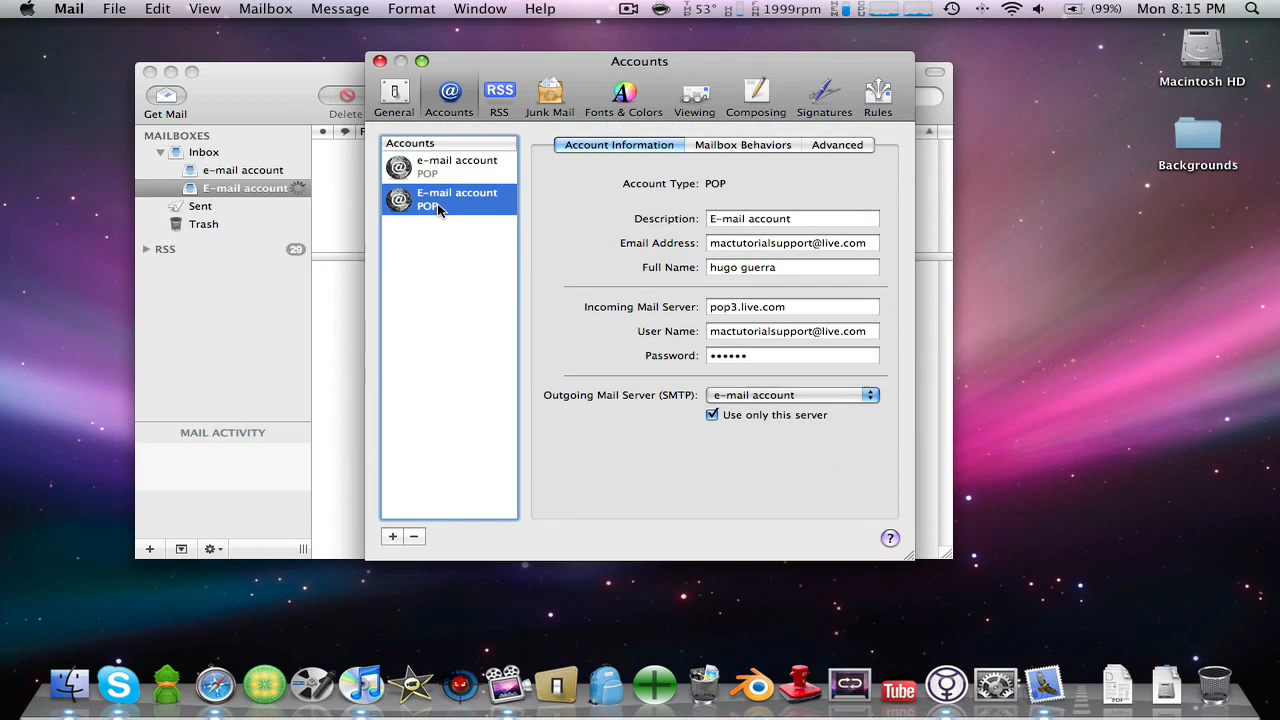 Mail File Edit View Mailbox Message Format Window Help 53° 1999rpm (99%) Mon 8:15 PM
Macintosh HD
Backgrounds
Get Mail
Delete
MAILBOXES
Inbox
e-mail account
E-mail account
Sent
Trash
RSS 29
MAIL ACTIVITY
Accounts
General Accounts RSS RSS Junk Mail Fonts & Colors Viewing Composing Signatures Rules
Accounts
e-mail account
POP
E-mail account
POP
Account Information Mailbox Behaviors Advanced
Account Type: POP
Description: E-mail account
Email Address: mactutorialsupport@live.com
Full Name: hugo guerra
Incoming Mail Server: pop3.live.com
User Name: mactutorialsupport@live.com
Password: ••••••
Outgoing Mail Server (SMTP): e-mail account
Use only this server
?
Tube